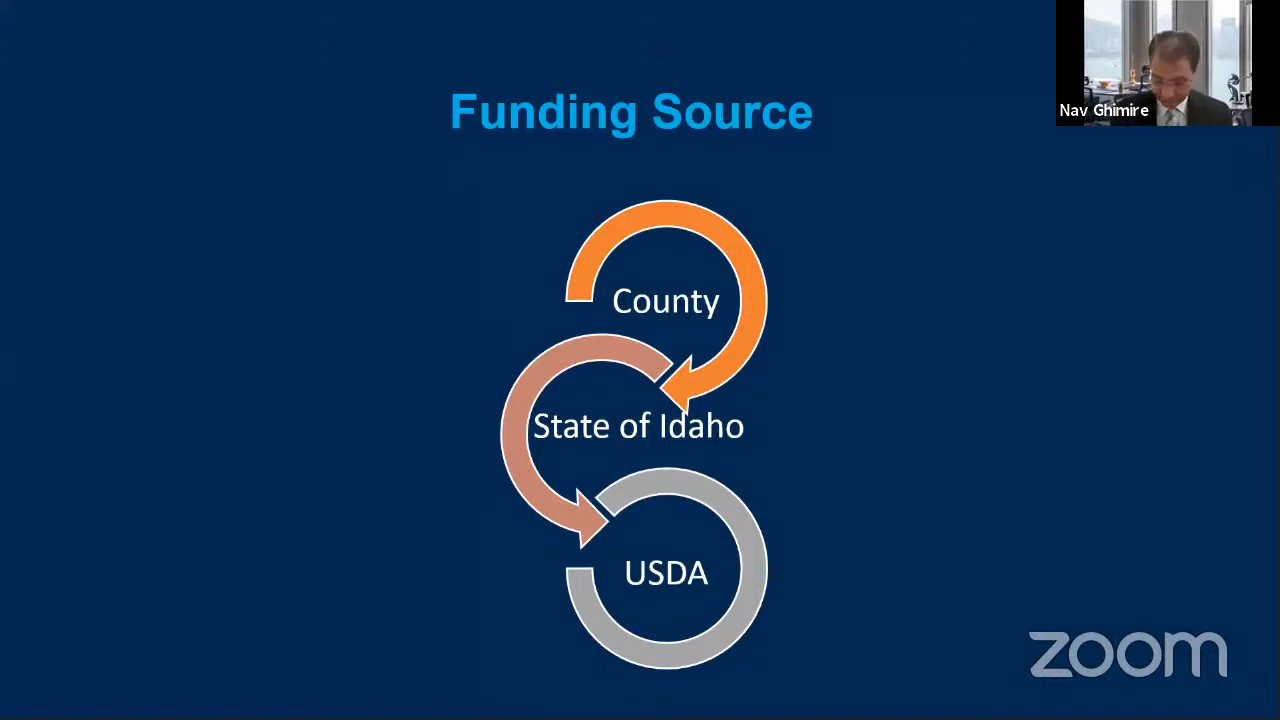 Funding Source
Nav Ghimire
County
State of Idaho
USDA
zoom